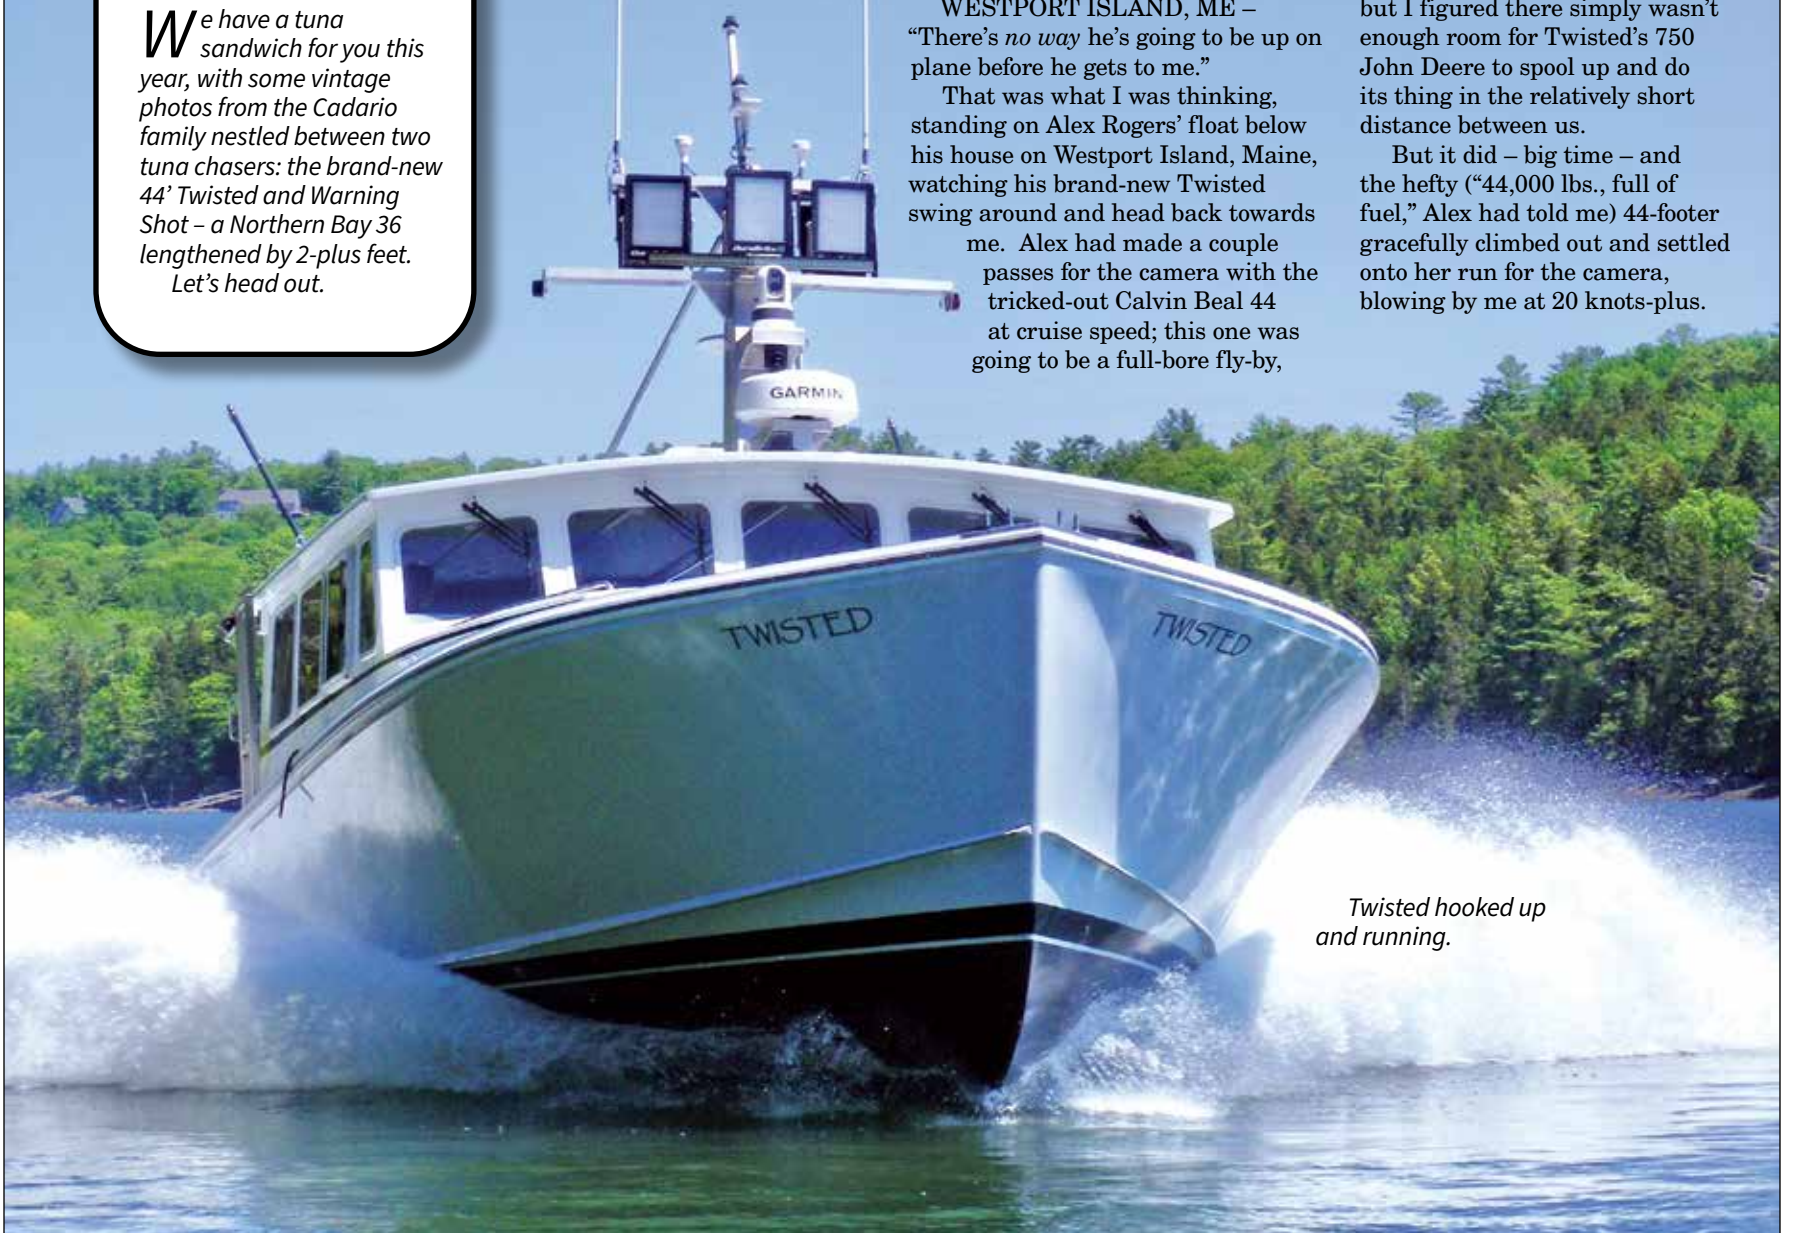 We have a tuna
sandwich for you this
year, with some vintage
photos from the Cadario
family nestled between two
tuna chasers: the brand-new
44’ Twisted and Warning
Shot – a Northern Bay 36
lengthened by 2-plus feet.
Let’s head out.
WESTPORT ISLAND, ME –
“There’s no way he’s going to be up on
plane before he gets to me.”
That was what I was thinking,
standing on Alex Rogers’ float below
his house on Westport Island, Maine,
watching his brand-new Twisted
swing around and head back towards
me. Alex had made a couple
passes for the camera with the
tricked-out Calvin Beal 44
at cruise speed; this one was
going to be a full-bore fly-by,
but I figured there simply wasn’t
enough room for Twisted’s 750
John Deere to spool up and do
its thing in the relatively short
distance between us.
But it did – big time – and
the hefty (“44,000 lbs., full of
fuel,” Alex had told me) 44-footer
gracefully climbed out and settled
onto her run for the camera,
blowing by me at 20 knots-plus.
GARMIN
TWISTED
TWISTED
Twisted hooked up
and running.